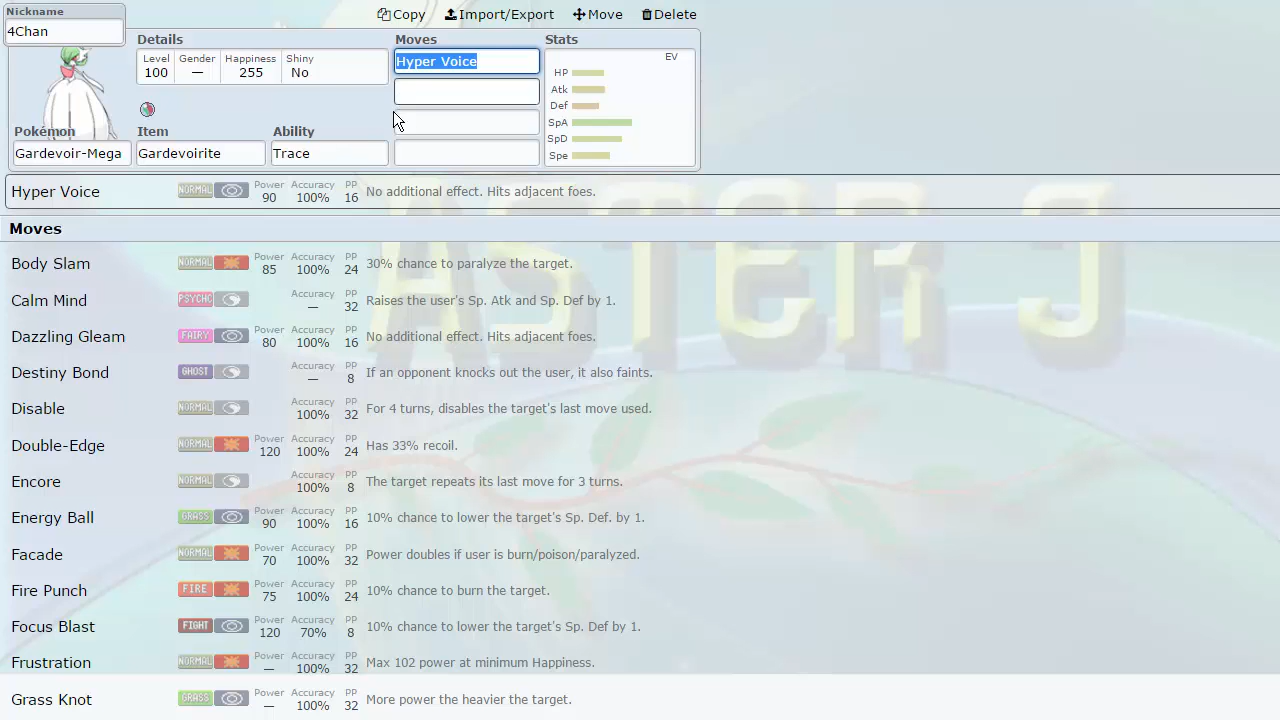 Nickname
4Chan
Copy Import/Export Move Delete
Details Moves Stats
Level Gender Happiness Shiny
100 — 255 No
Hyper Voice
EV
HP
Atk
Def
SpA
SpD
Spe
Pokémon Item Ability
Gardevoir-Mega Gardevoirite Trace
Hyper Voice NORMAL Power 90 Accuracy 100% PP 16 No additional effect. Hits adjacent foes.
Moves
ASTER J
Body Slam NORMAL Power 85 Accuracy 100% PP 24 30% chance to paralyze the target.
Calm Mind PSYCHC Accuracy — PP 32 Raises the user's Sp. Atk and Sp. Def by 1.
Dazzling Gleam FAIRY Power 80 Accuracy 100% PP 16 No additional effect. Hits adjacent foes.
Destiny Bond GHOST Accuracy — PP 8 If an opponent knocks out the user, it also faints.
Disable NORMAL Accuracy 100% PP 32 For 4 turns, disables the target's last move used.
Double-Edge NORMAL Power 120 Accuracy 100% PP 24 Has 33% recoil.
Encore NORMAL Accuracy 100% PP 8 The target repeats its last move for 3 turns.
Energy Ball GRASS Power 90 Accuracy 100% PP 16 10% chance to lower the target's Sp. Def. by 1.
Facade NORMAL Power 70 Accuracy 100% PP 32 Power doubles if user is burn/poison/paralyzed.
Fire Punch FIRE Power 75 Accuracy 100% PP 24 10% chance to burn the target.
Focus Blast FIGHT Power 120 Accuracy 70% PP 8 10% chance to lower the target's Sp. Def by 1.
Frustration NORMAL Power — Accuracy 100% PP 32 Max 102 power at minimum Happiness.
Grass Knot GRASS Power — Accuracy 100% PP 32 More power the heavier the target.